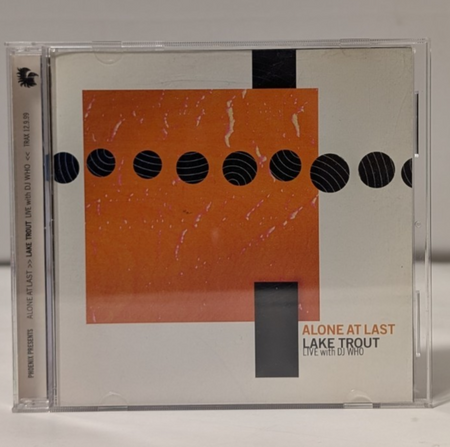 PHOENIX PRESENTS ALONE AT LAST >> LAKE TROUT LIVE with DJ WHO << TRAX 12.9.99
ALONE AT LAST
LAKE TROUT
LIVE with DJ WHO